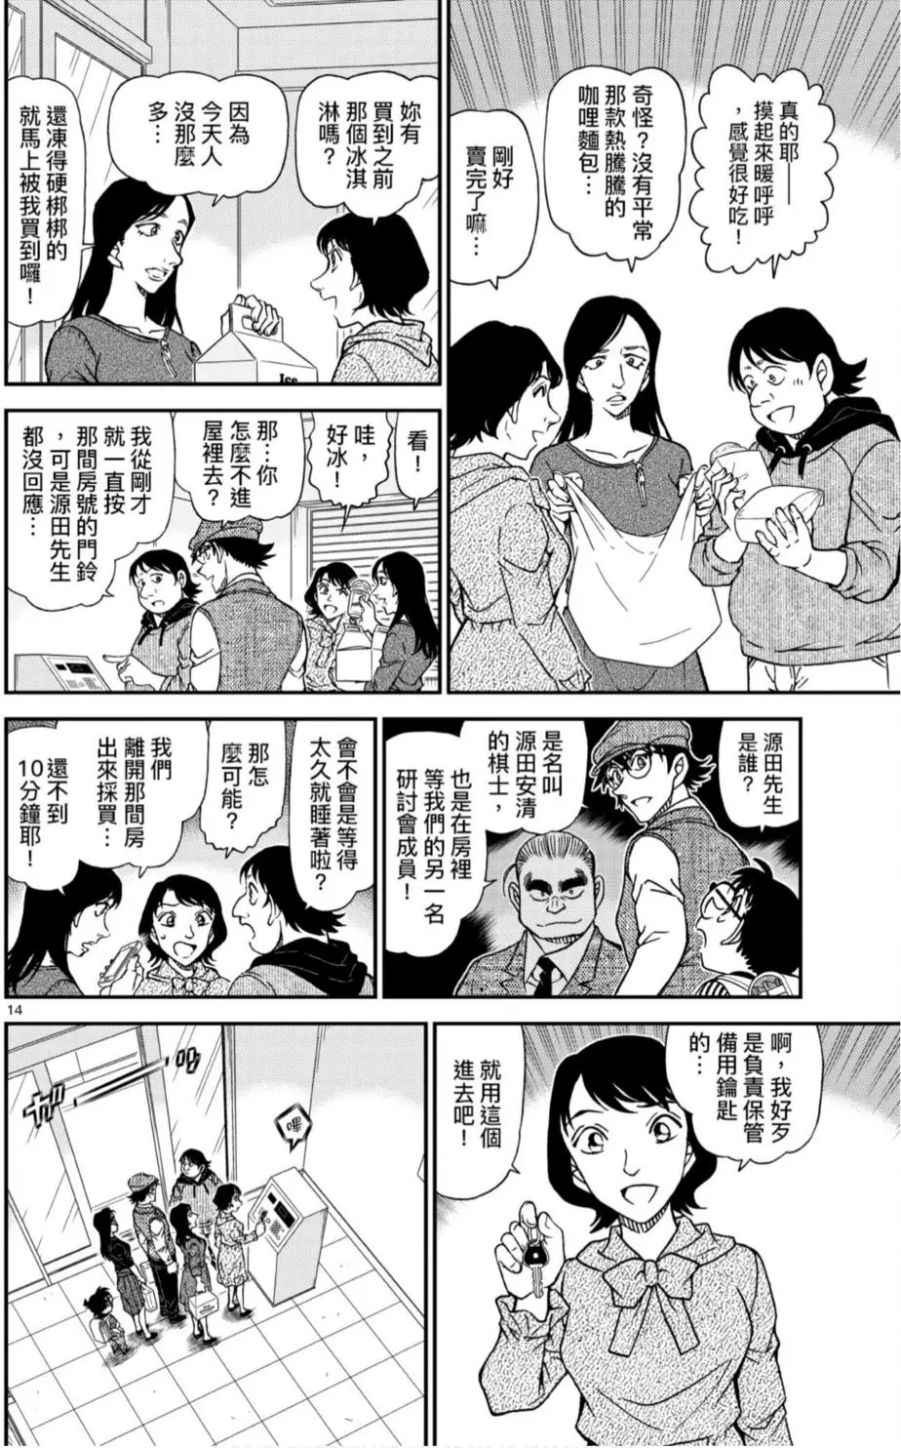 真的耶——
摸起來暖呼呼
，感覺很好吃！
奇怪？沒有平常
那款熱騰騰的
咖哩麵包…
剛好
賣完了嘛…
妳有
買到之前
那個冰淇
淋嗎？
因為
今天人
沒那麼
多…
還凍得硬梆梆的
就馬上被我買到囉！
Ice
看！
哇，
好冰！
那…你
怎麼不進
屋裡去？
我從剛才
就一直按
那間房號的門鈴
，可是源田先生
都沒回應…
源田先生
是誰？
是名叫
源田安清
的棋士，
也是在房裡
等我們的另一名
研討會成員！
會不會是等得
太久就睡著啦？
那怎
麼可能？
我們
離開那間房
出來採買…
還不到
10分鐘耶！
14
啊，我好歹
是負責保管
備用鑰匙
的…
就用這個
進去吧！
嗶
ガーッ